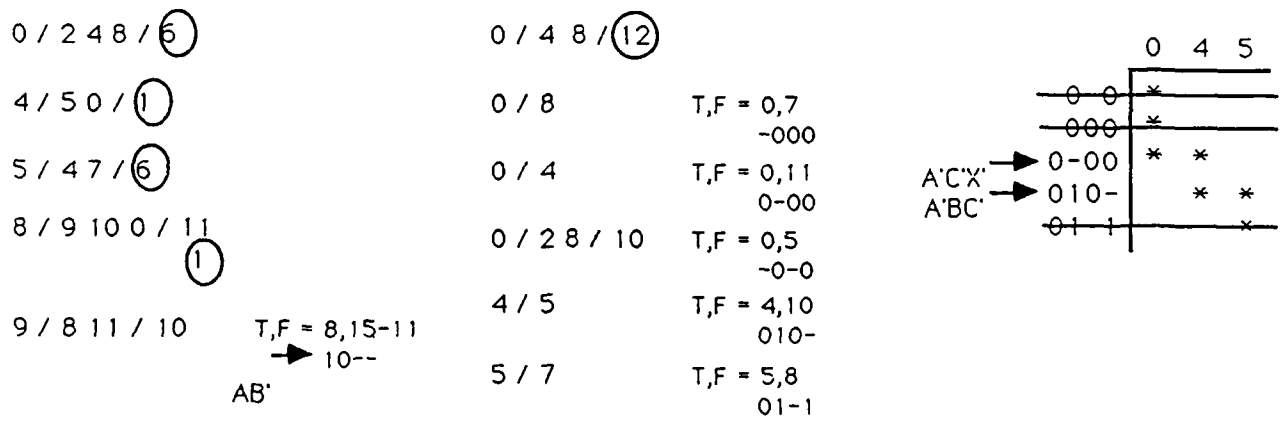 0 / 2 4 8 / 6
4 / 5 0 / 1
5 / 4 7 / 6
8 / 9 10 0 / 11
1
9 / 8 11 / 10
T,F = 8,15-11
10--
AB'
0 / 4 8 / 12
0 / 8
T,F = 0,7
-000
0 / 4
T,F = 0,11
0-00
0 / 2 8 / 10
T,F = 0,5
-0-0
4 / 5
T,F = 4,10
010-
5 / 7
T,F = 5,8
01-1
0 4 5
-0-0 *
-000 *
A'C'X' 0-00 * *
A'BC' 010- * *
01-1 *